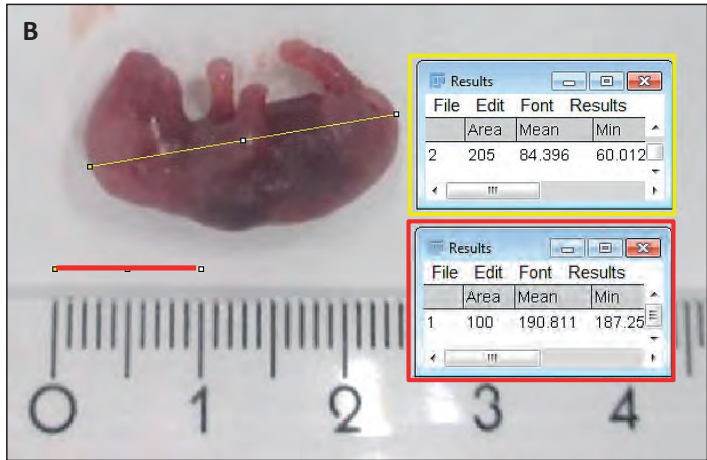 B
Results
File Edit Font Results
Area Mean Min
2 205 84.396 60.012
Results
File Edit Font Results
Area Mean Min
1 100 190.811 187.25
0 1 2 3 4